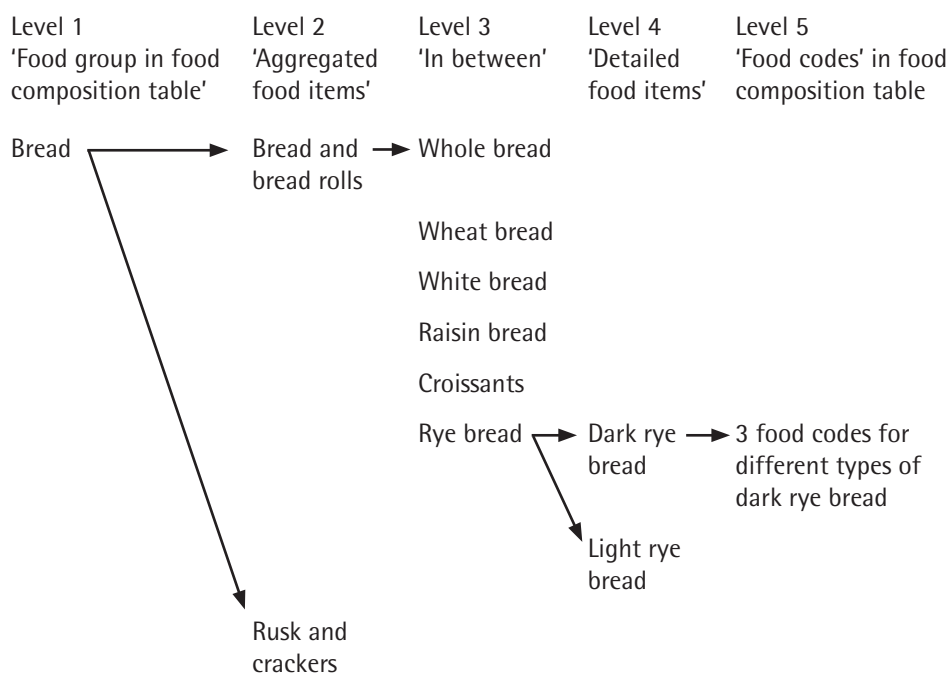 Level 1
'Food group in food
composition table'
Level 2
'Aggregated
food items'
Level 3
'In between'
Level 4
'Detailed
food items'
Level 5
'Food codes' in food
composition table
Bread
Bread and
bread rolls
Whole bread
Wheat bread
White bread
Raisin bread
Croissants
Rye bread
Dark rye
bread
3 food codes for
different types of
dark rye bread
Light rye
bread
Rusk and
crackers